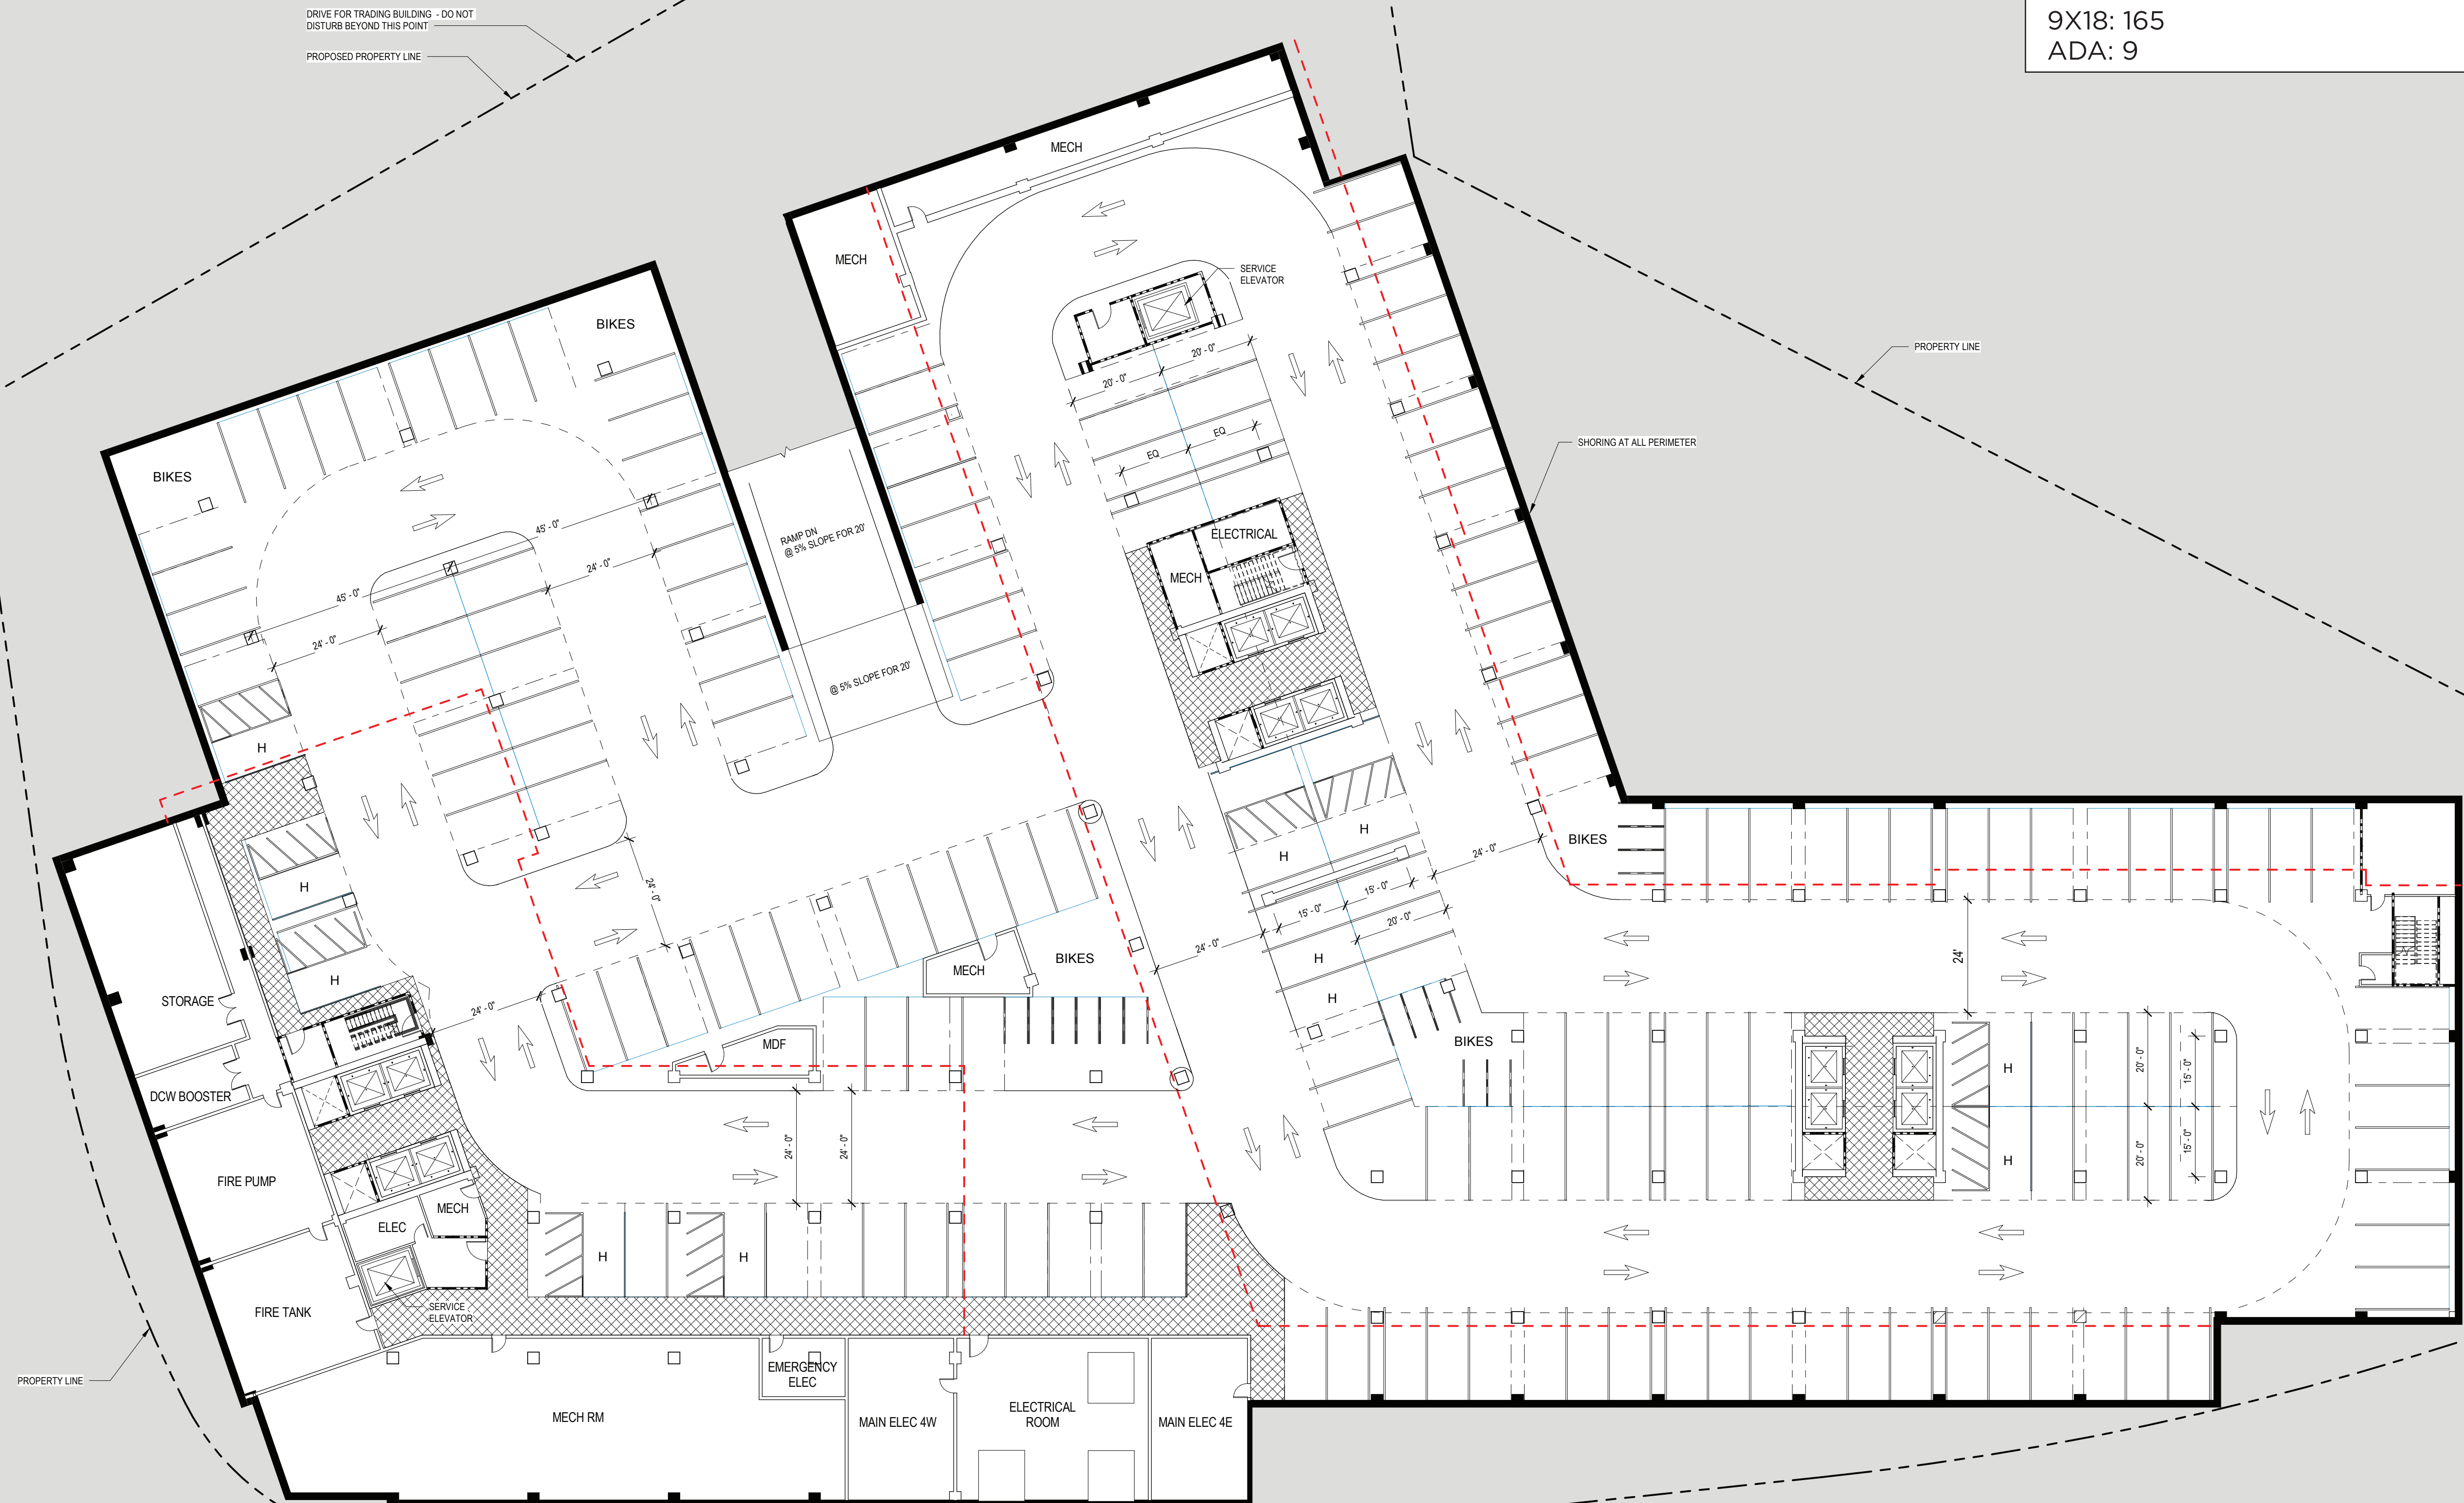 DRIVE FOR TRADING BUILDING - DO NOT
DISTURB BEYOND THIS POINT
PROPOSED PROPERTY LINE
9X18: 165
ADA: 9
MECH
MECH
SERVICE
ELEVATOR
BIKES
BIKES
PROPERTY LINE
SHORING AT ALL PERIMETER
20' - 0"
20' - 0"
EQ
EQ
RAMP DN
@ 5% SLOPE FOR 20'
@ 5% SLOPE FOR 20'
45' - 0"
45' - 0"
24' - 0"
24' - 0"
ELECTRICAL
MECH
H
H
H
24' - 0"
24' - 0"
STORAGE
DCW BOOSTER
FIRE PUMP
FIRE TANK
MECH
ELEC
SERVICE
ELEVATOR
MECH
BIKES
MDF
H
H
24' - 0"
15' - 0"
15' - 0"
20' - 0"
24' - 0"
H
H
BIKES
BIKES
24'
H
H
20' - 0"
20' - 0"
15' - 0"
15' - 0"
24' - 0"
24' - 0"
H
H
PROPERTY LINE
MECH RM
EMERGENCY
ELEC
MAIN ELEC 4W
ELECTRICAL
ROOM
MAIN ELEC 4E